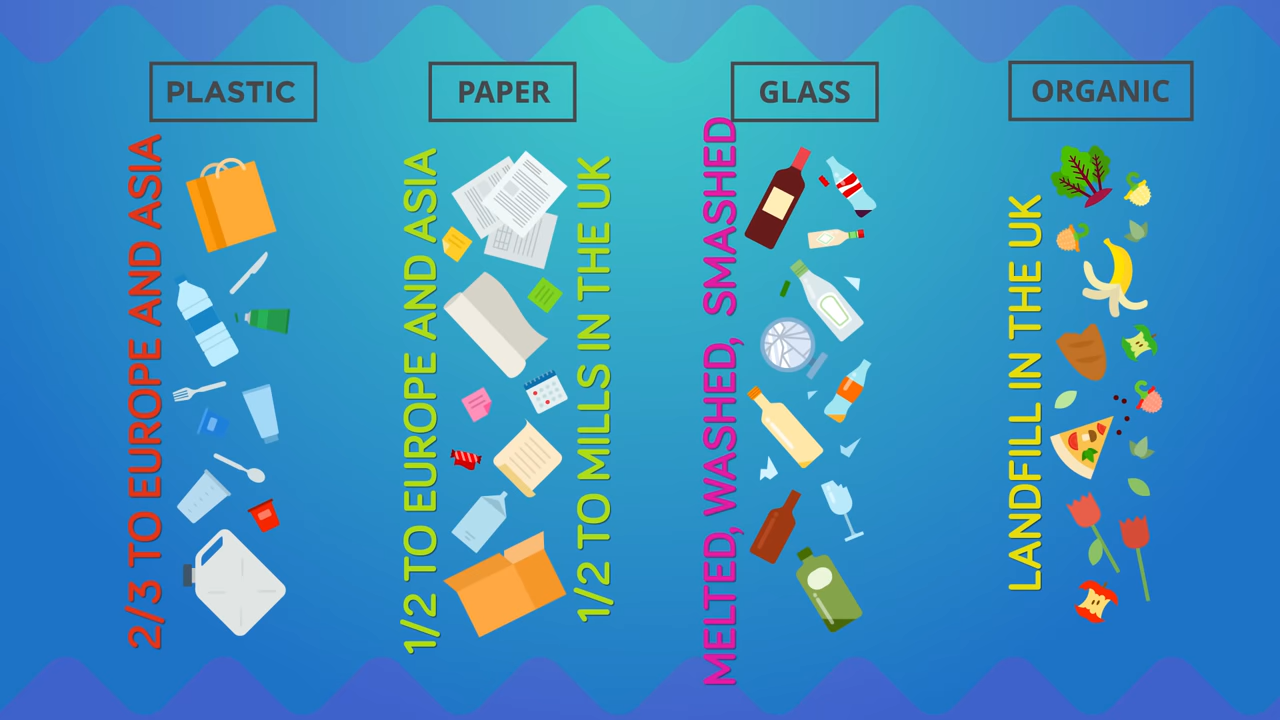 PLASTIC
2/3 TO EUROPE AND ASIA
PAPER
1/2 TO EUROPE AND ASIA
1/2 TO MILLS IN THE UK
GLASS
MELTED, WASHED, SMASHED
ORGANIC
LANDFILL IN THE UK